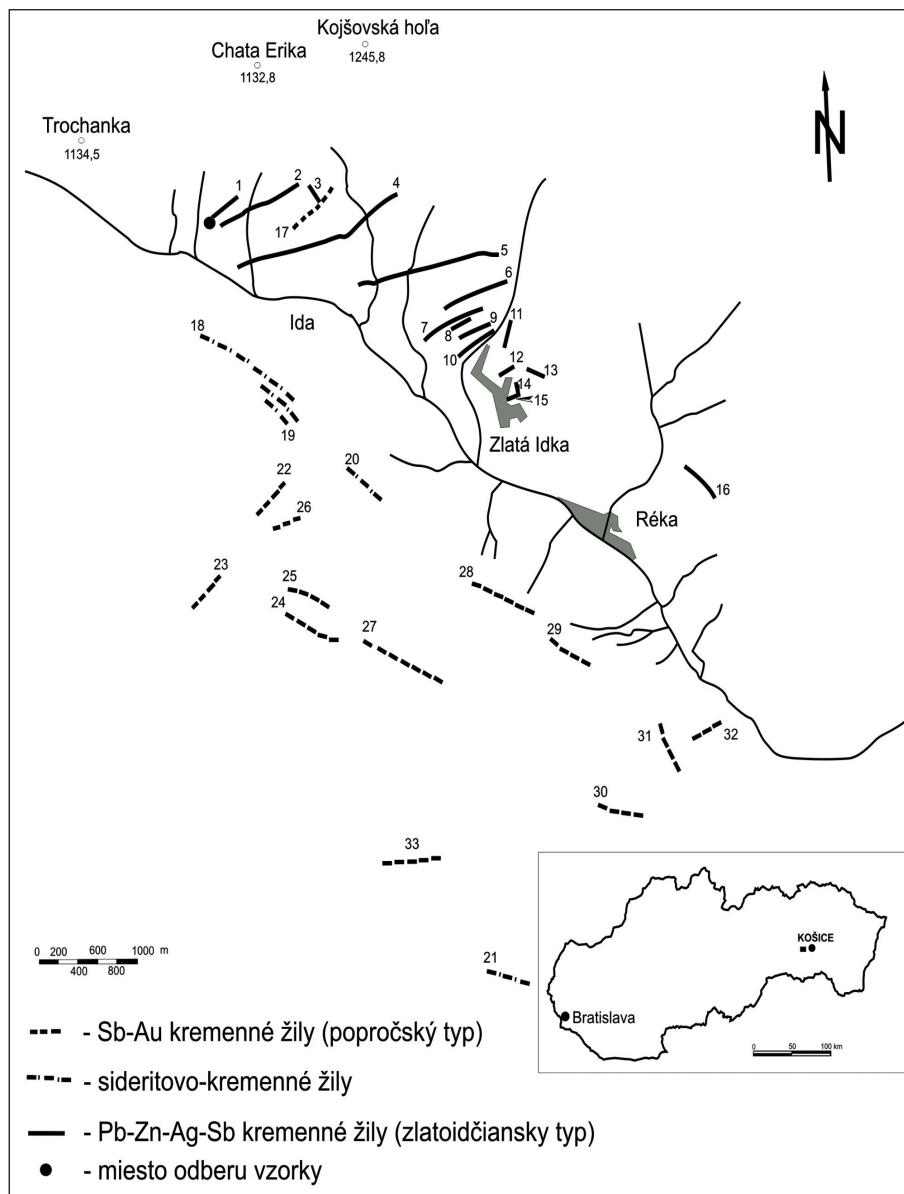 Kojšovská hoľa
1245,8
Chata Erika
1132,8
Trochanka
1134,5
N
1
2
3
4
17
5
6
7
8
9
10
11
12
13
14
15
Ida
18
19
Zlatá Idka
20
22
26
16
Réka
23
25
24
27
28
29
31
32
30
33
21
KOŠICE
Bratislava
0 50 100 km
0 200 600 1000 m
400 800
- Sb-Au kremenné žily (popročský typ)
- sideritovo-kremenné žily
- Pb-Zn-Ag-Sb kremenné žily (zlatoidčiansky typ)
- miesto odberu vzorky